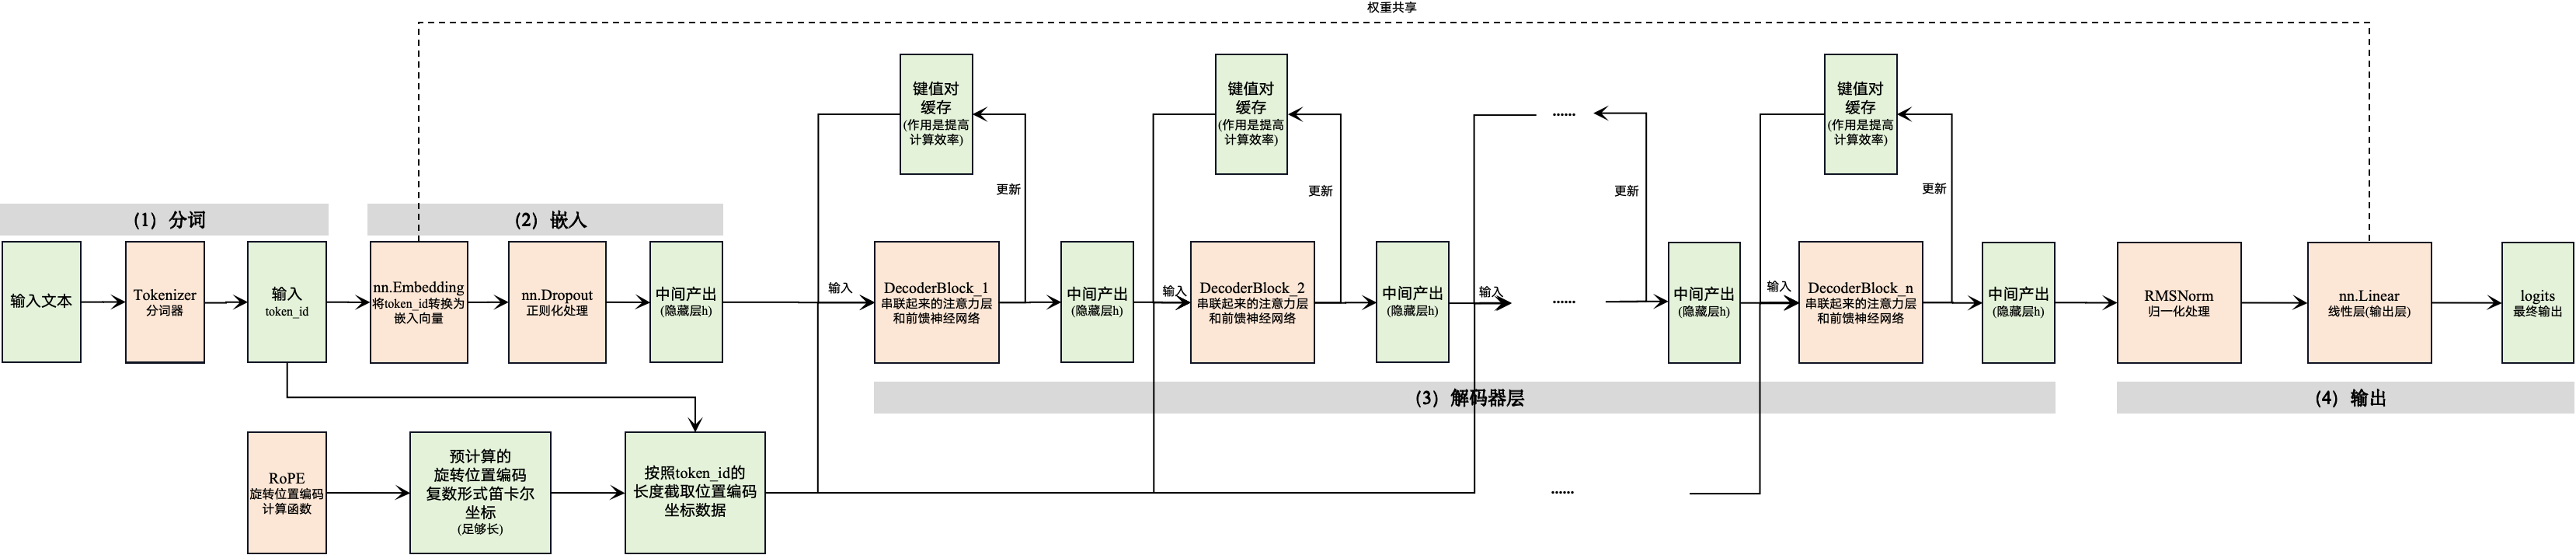 权重共享
键值对
缓存
(作用是提高
计算效率)
键值对
缓存
(作用是提高
计算效率)
......
键值对
缓存
(作用是提高
计算效率)
更新
更新
更新
更新
(1) 分词
(2) 嵌入
输入文本
Tokenizer
分词器
输入
token_id
nn.Embedding
将token_id转换为
嵌入向量
nn.Dropout
正则化处理
中间产出
(隐藏层h)
输入
DecoderBlock_1
串联起来的注意力层
和前馈神经网络
中间产出
(隐藏层h)
输入
DecoderBlock_2
串联起来的注意力层
和前馈神经网络
中间产出
(隐藏层h)
输入
......
中间产出
(隐藏层h)
输入
DecoderBlock_n
串联起来的注意力层
和前馈神经网络
中间产出
(隐藏层h)
RMSNorm
归一化处理
nn.Linear
线性层(输出层)
logits
最终输出
(3) 解码器层
(4) 输出
RoPE
旋转位置编码
计算函数
预计算的
旋转位置编码
复数形式笛卡尔
坐标
(足够长)
按照token_id的
长度截取位置编码
坐标数据
......